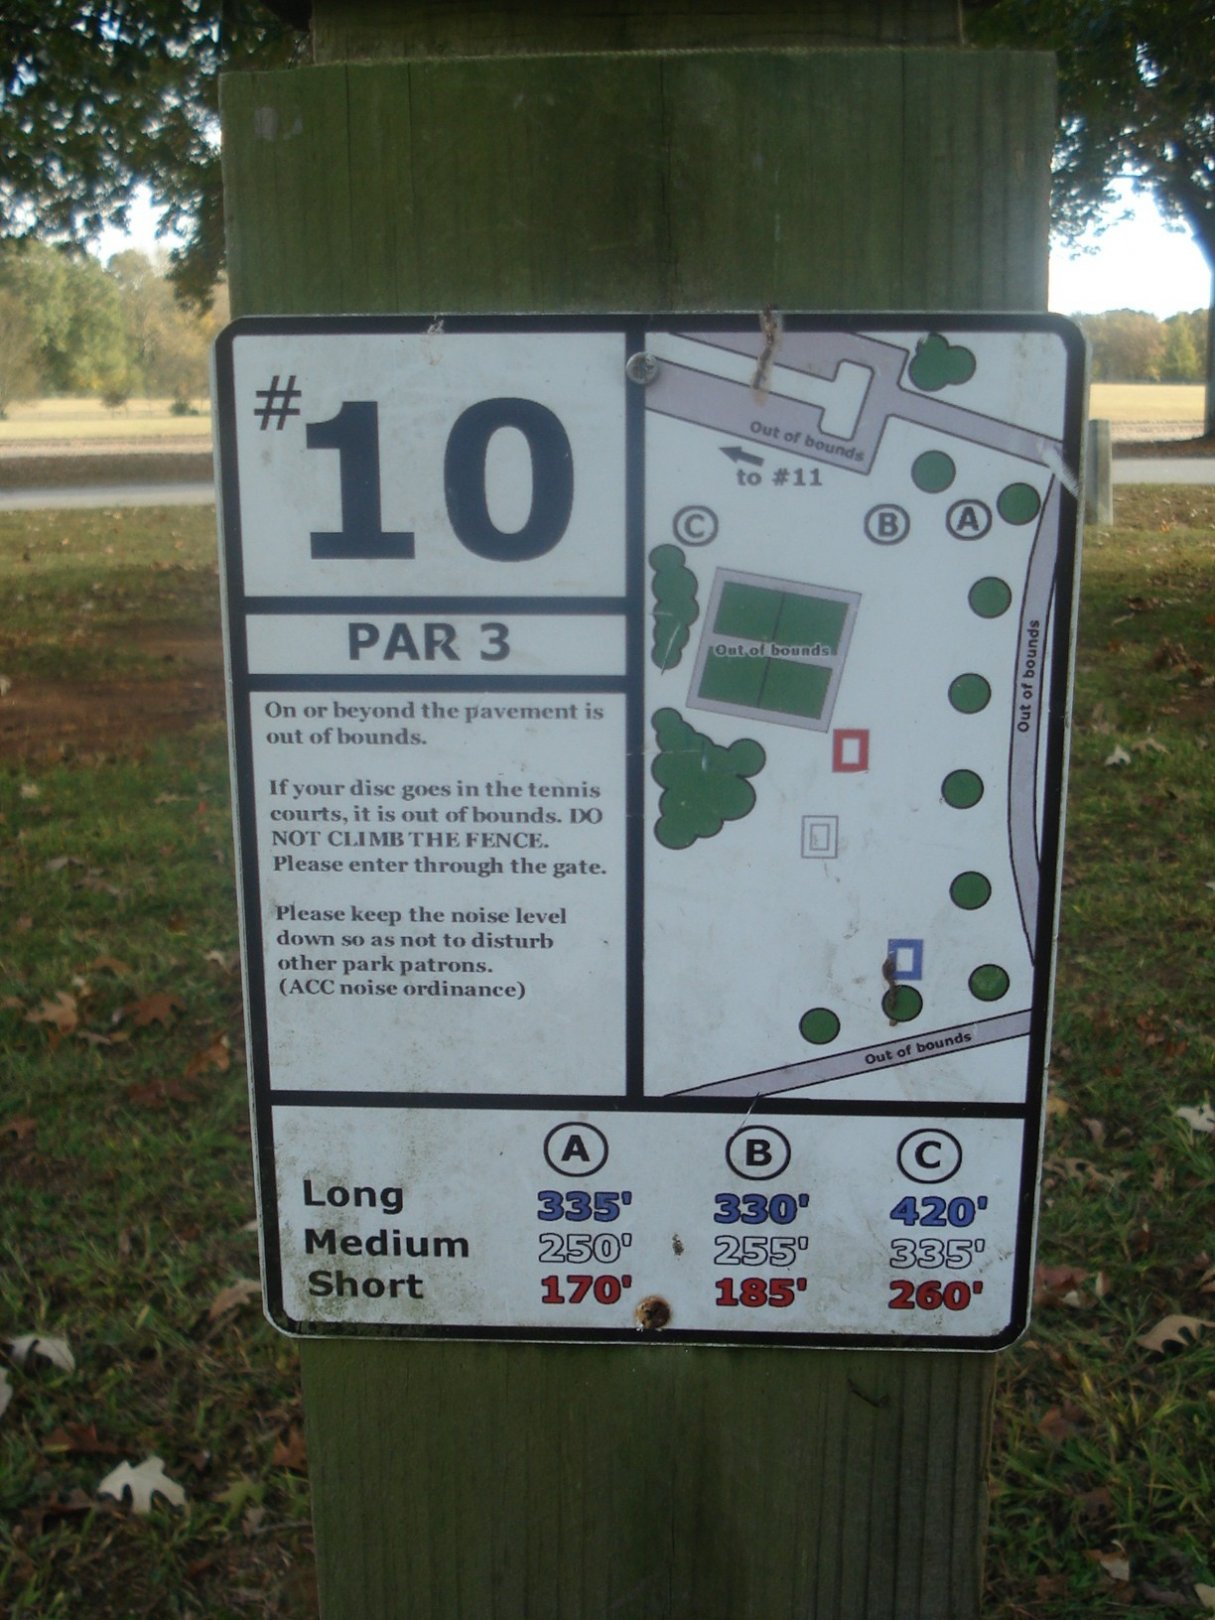 #10
PAR 3
On or beyond the pavement is
out of bounds.
If your disc goes in the tennis
courts, it is out of bounds. DO
NOT CLIMB THE FENCE.
Please enter through the gate.
Please keep the noise level
down so as not to disturb
other park patrons.
(ACC noise ordinance)
Out of bounds
to #11
C B A
Out of bounds
Out of bounds
Out of bounds
A B C
Long 335' 330' 420'
Medium 250' 255' 335'
Short 170' 185' 260'